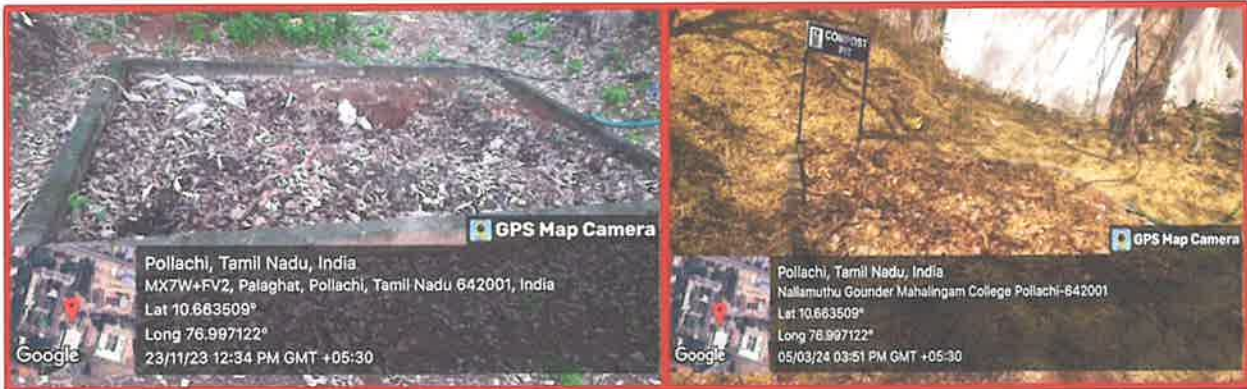 GPS Map Camera
Pollachi, Tamil Nadu, India
MX7W+FV2, Palaghat, Pollachi, Tamil Nadu 642001, India
Lat 10.663509°
Long 76.997122°
23/11/23 12:34 PM GMT +05:30
Google
COMPOST
PIT
GPS Map Camera
Pollachi, Tamil Nadu, India
Nallamuthu Gounder Mahalingam College Pollachi-642001
Lat 10.663509°
Long 76.997122°
05/03/24 03:51 PM GMT +05:30
Google